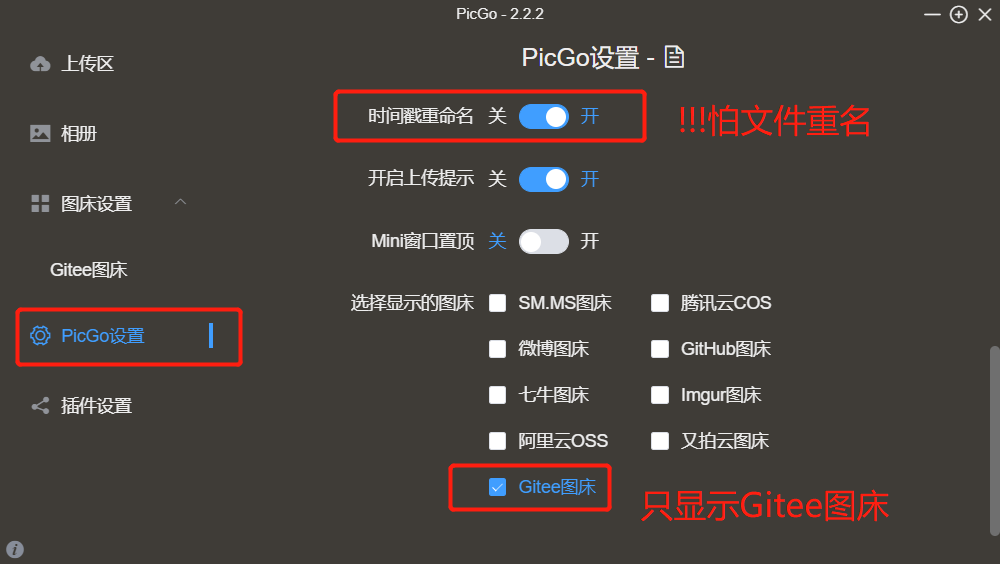 PicGo - 2.2.2
上传区
相册
图床设置
Gitee图床
PicGo设置
插件设置
PicGo设置 -
时间戳重命名 关 开
!!!怕文件重名
开启上传提示 关 开
Mini窗口置顶 关 开
选择显示的图床 SM.MS图床 腾讯云COS
微博图床 GitHub图床
七牛图床 Imgur图床
阿里云OSS 又拍云图床
Gitee图床
只显示Gitee图床